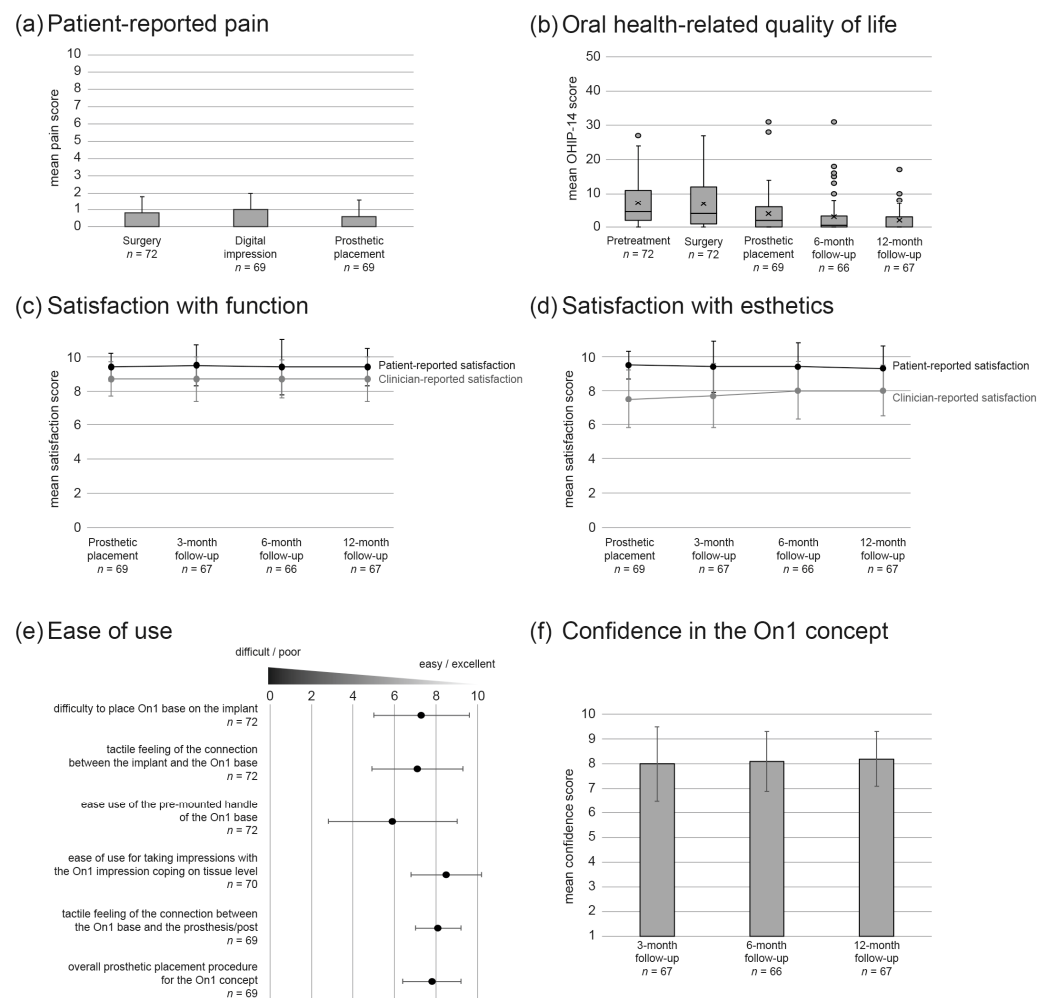 (a) Patient-reported pain
mean pain score
10
9
8
7
6
5
4
3
2
1
0
Surgery
n = 72
Digital
impression
n = 69
Prosthetic
placement
n = 69
(b) Oral health-related quality of life
mean OHIP-14 score
50
40
30
20
10
0
Pretreatment
n = 72
Surgery
n = 72
Prosthetic
placement
n = 69
6-month
follow-up
n = 66
12-month
follow-up
n = 67
(c) Satisfaction with function
mean satisfaction score
10
8
6
4
2
0
Patient-reported satisfaction
Clinician-reported satisfaction
Prosthetic
placement
n = 69
3-month
follow-up
n = 67
6-month
follow-up
n = 66
12-month
follow-up
n = 67
(d) Satisfaction with esthetics
mean satisfaction score
10
8
6
4
2
0
Patient-reported satisfaction
Clinician-reported satisfaction
Prosthetic
placement
n = 69
3-month
follow-up
n = 67
6-month
follow-up
n = 66
12-month
follow-up
n = 67
(e) Ease of use
difficult / poor
easy / excellent
0 2 4 6 8 10
difficulty to place On1 base on the implant
n = 72
tactile feeling of the connection
between the implant and the On1 base
n = 72
ease use of the pre-mounted handle
of the On1 base
n = 72
ease of use for taking impressions with
the On1 impression coping on tissue level
n = 70
tactile feeling of the connection between
the On1 base and the prosthesis/post
n = 69
overall prosthetic placement procedure
for the On1 concept
n = 69
(f) Confidence in the On1 concept
mean confidence score
10
9
8
7
6
5
4
3
2
1
3-month
follow-up
n = 67
6-month
follow-up
n = 66
12-month
follow-up
n = 67